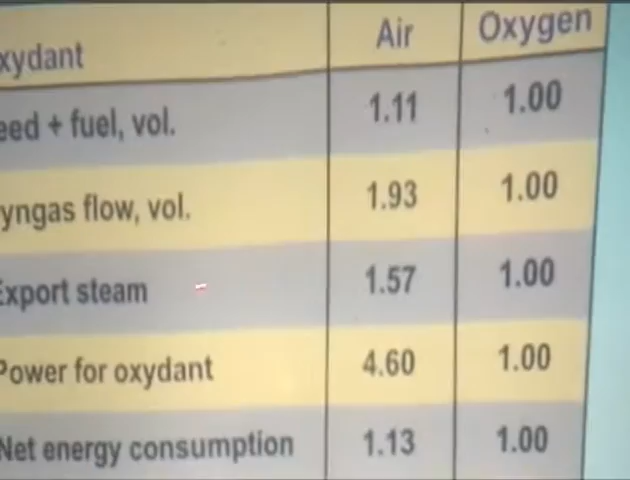 xydant Air Oxygen
eed + fuel, vol. 1.11 1.00
yngas flow, vol. 1.93 1.00
Export steam 1.57 1.00
Power for oxydant 4.60 1.00
Net energy consumption 1.13 1.00